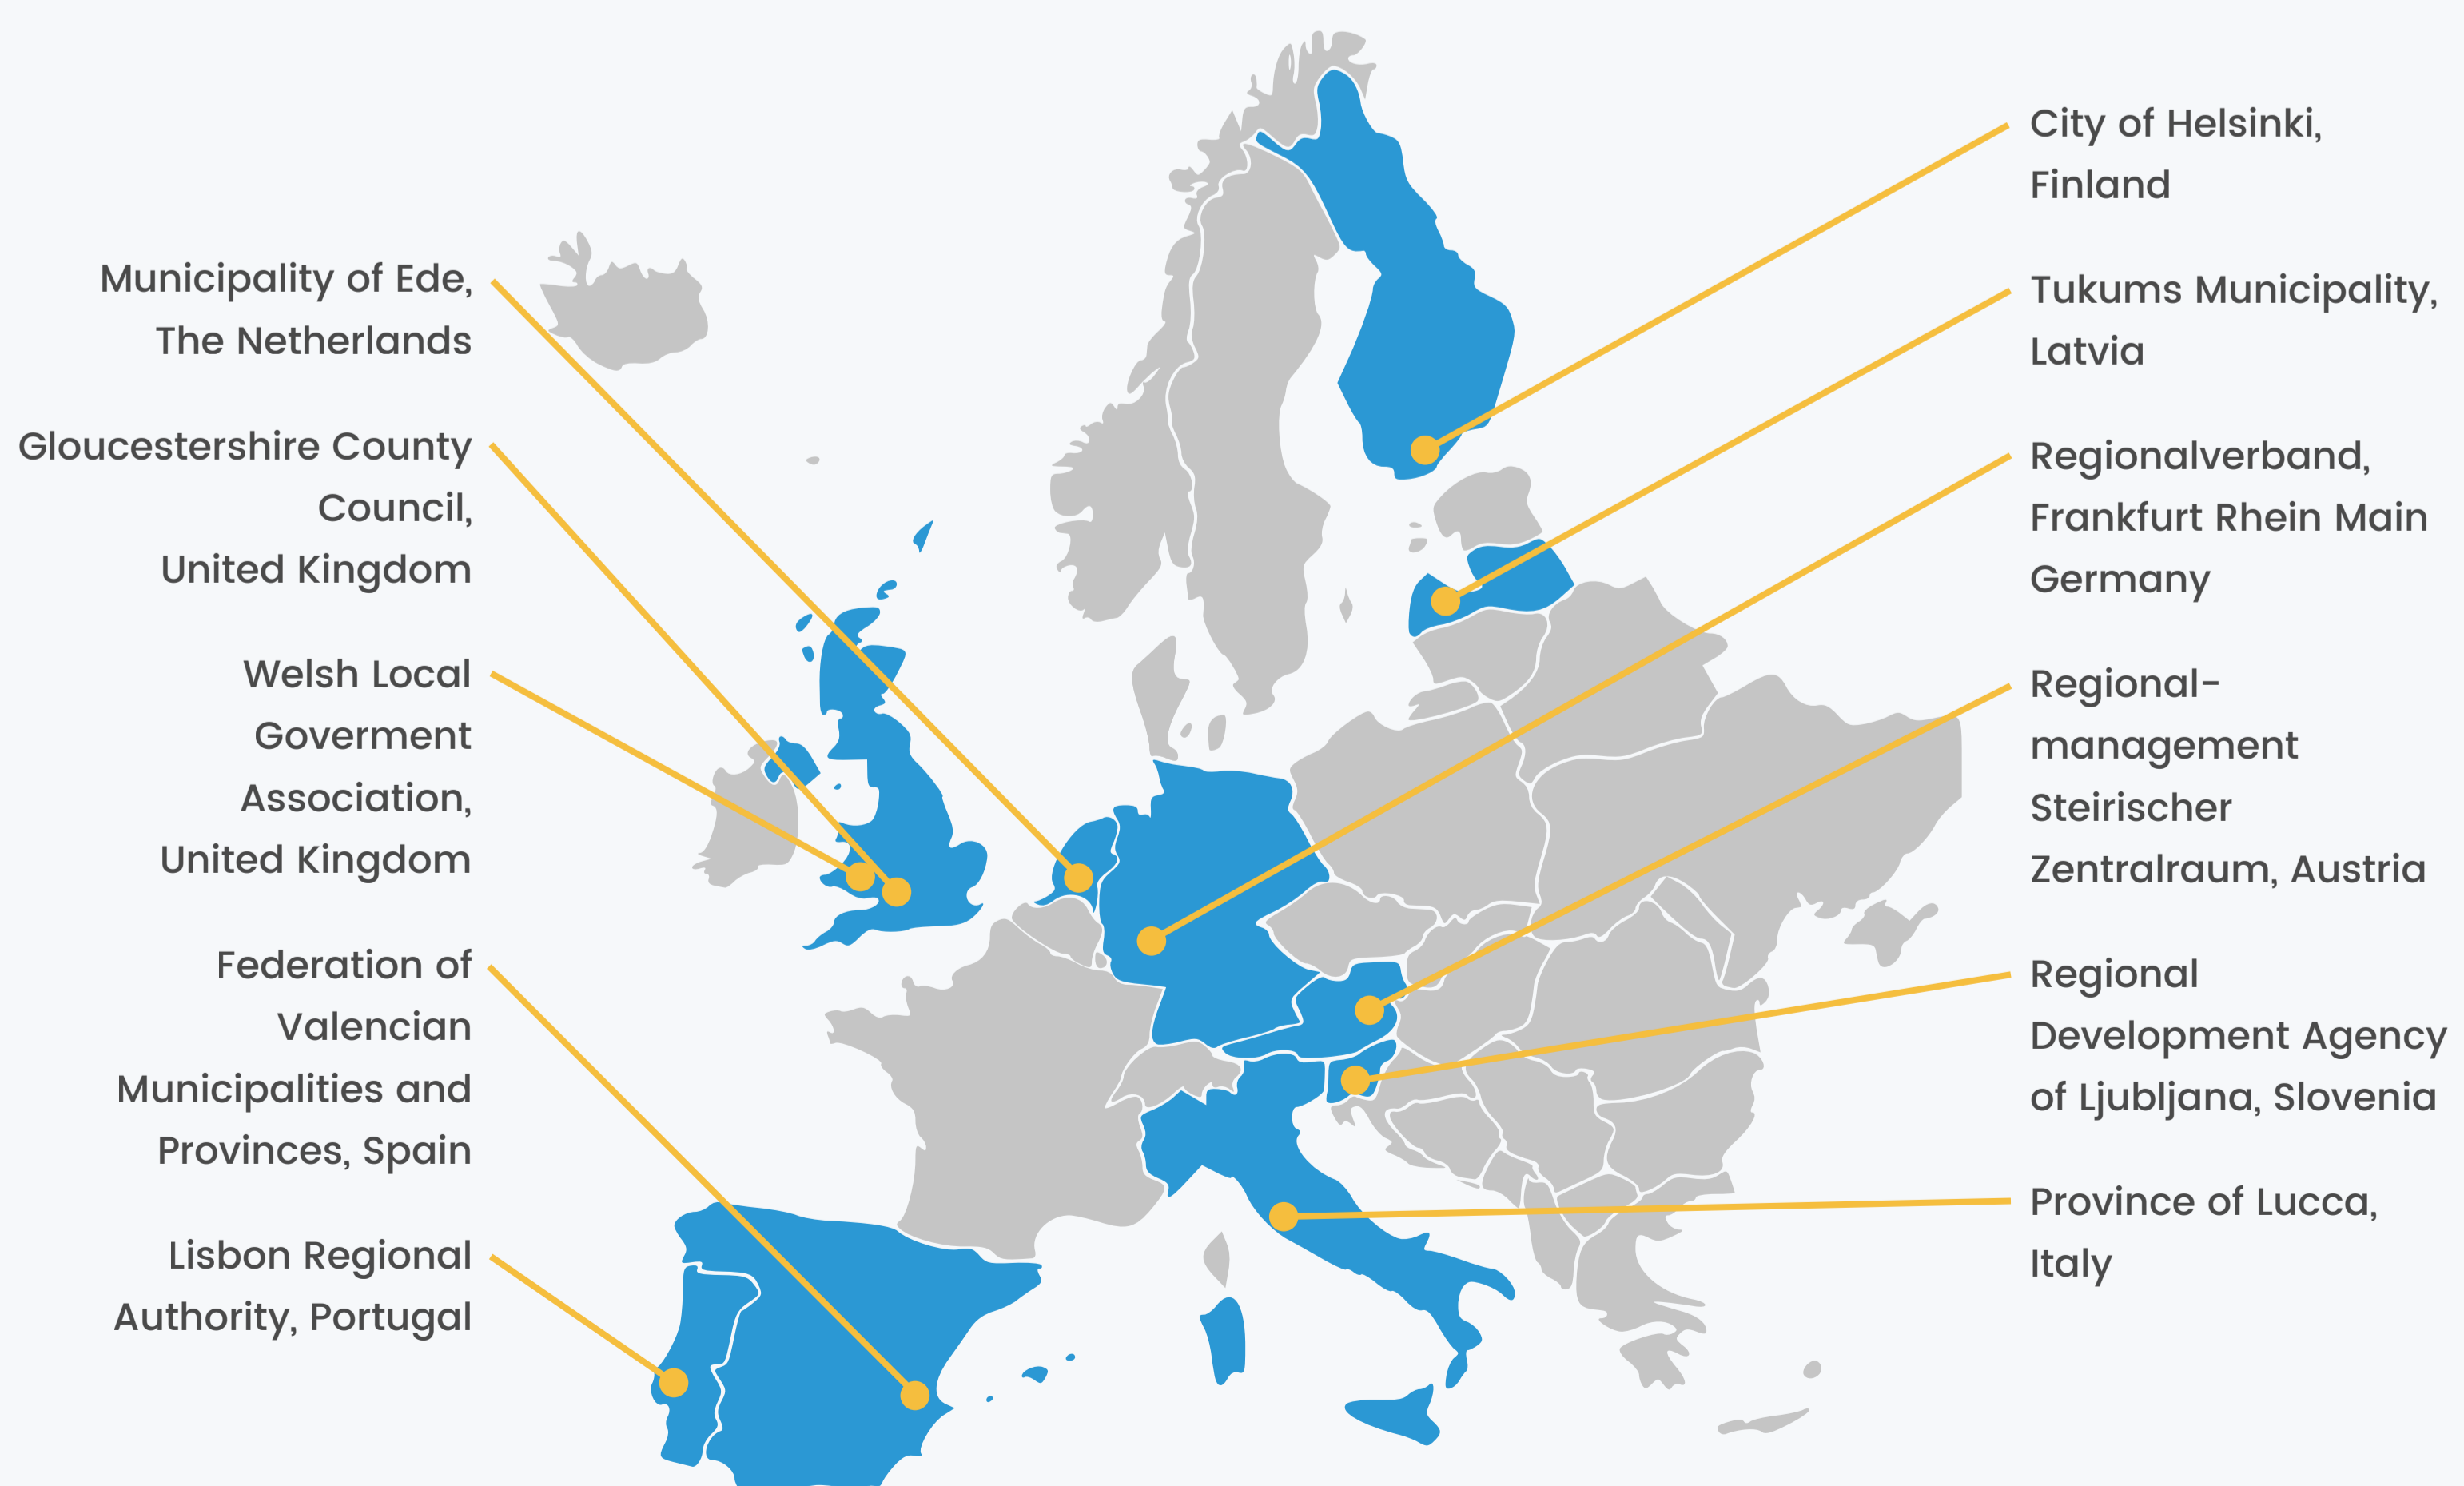 Municipality of Ede,
The Netherlands
Gloucestershire County
Council,
United Kingdom
Welsh Local
Goverment
Association,
United Kingdom
Federation of
Valencian
Municipalities and
Provinces, Spain
Lisbon Regional
Authority, Portugal
City of Helsinki,
Finland
Tukums Municipality,
Latvia
Regionalverband,
Frankfurt Rhein Main
Germany
Regional-
management
Steirischer
Zentralraum, Austria
Regional
Development Agency
of Ljubljana, Slovenia
Province of Lucca,
Italy